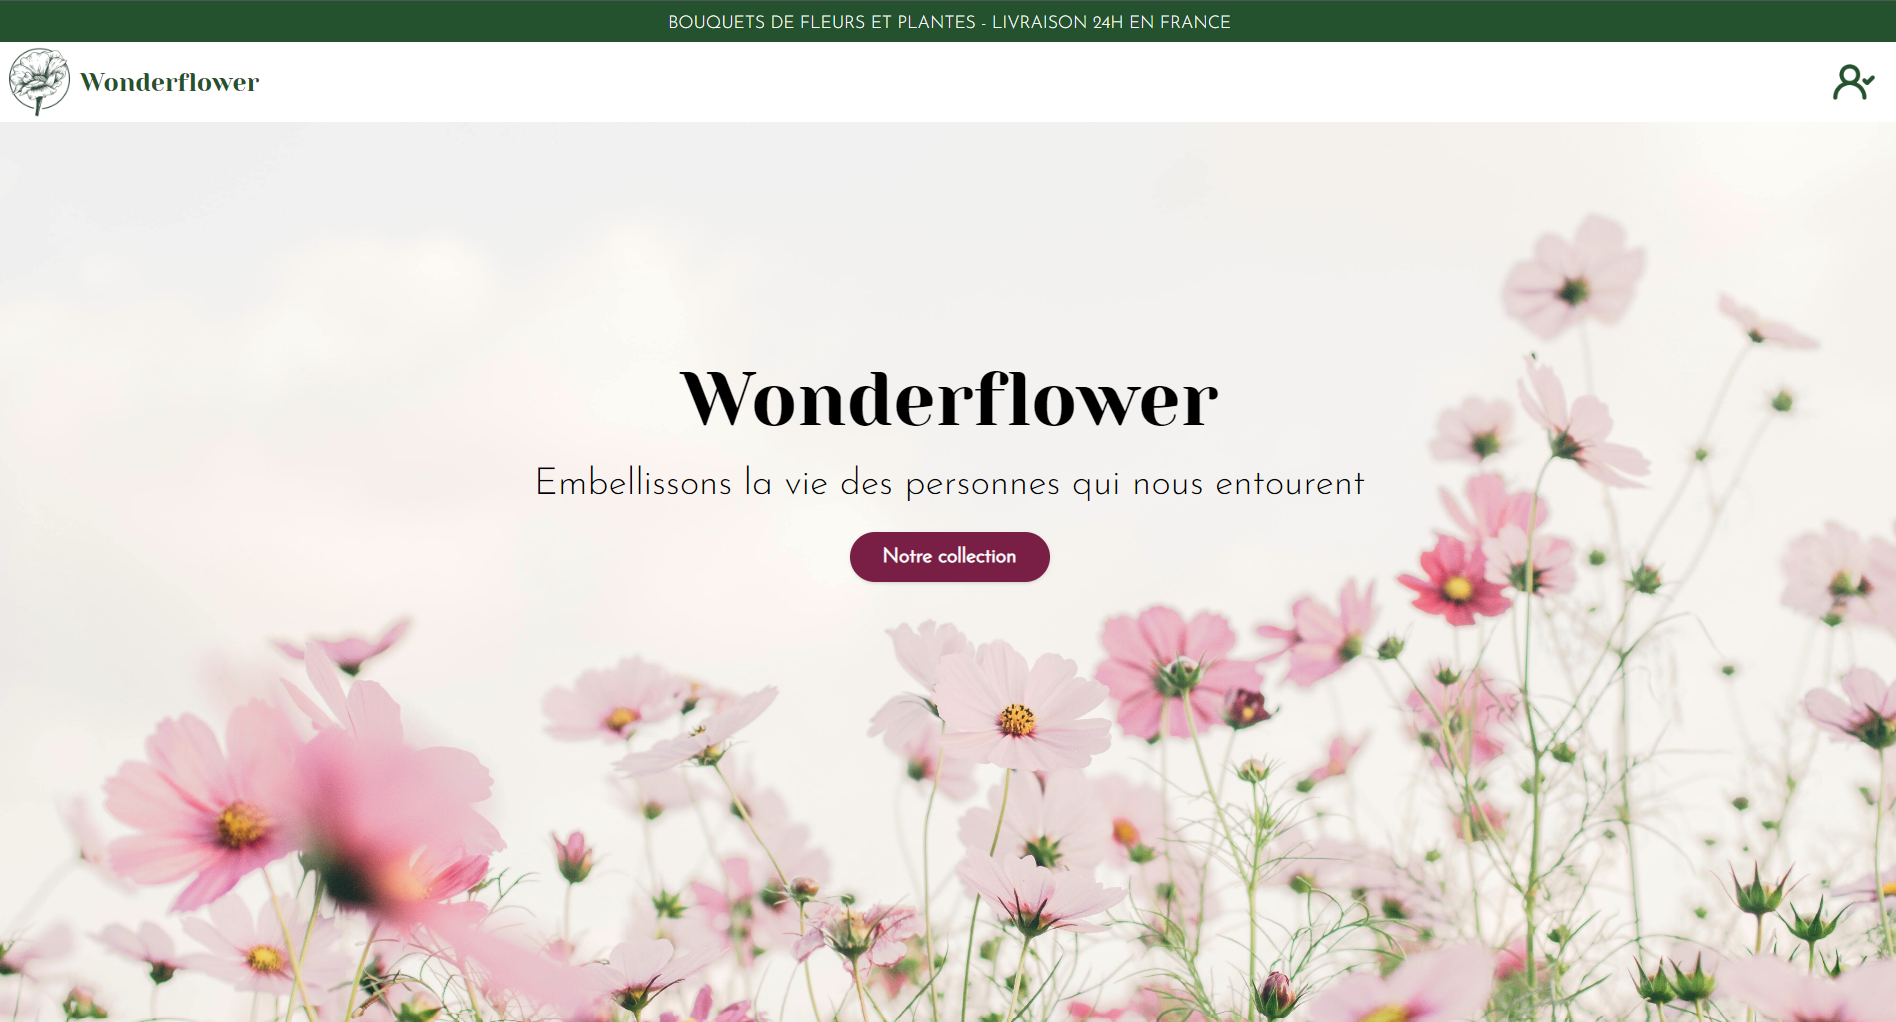 BOUQUETS DE FLEURS ET PLANTES - LIVRAISON 24H EN FRANCE
Wonderflower
Wonderflower
Embellissons la vie des personnes qui nous entourent
Notre collection